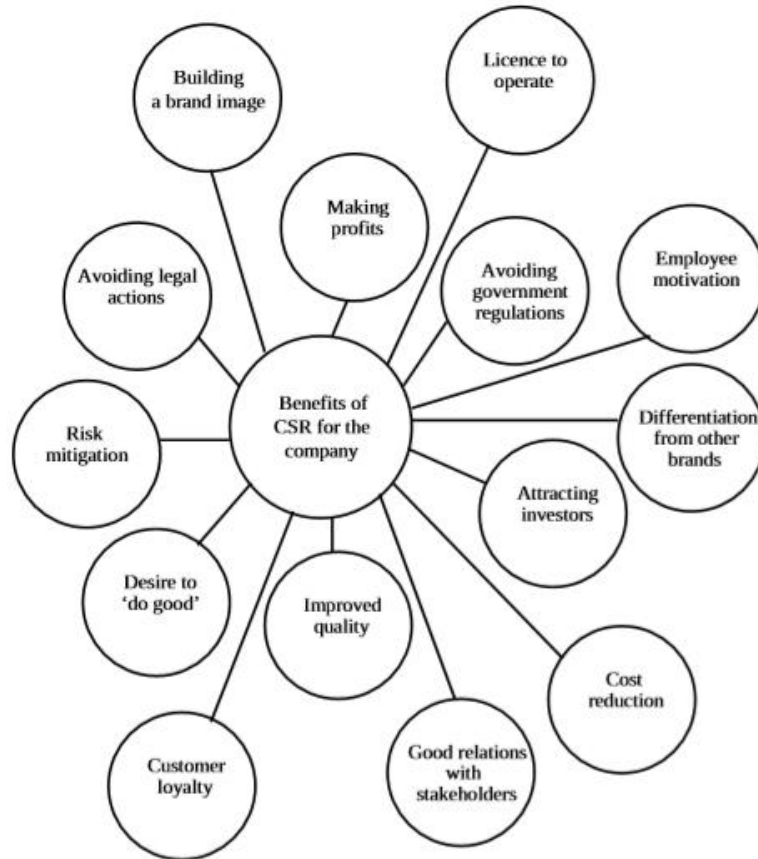 Building
a brand image
Licence to
operate
Making
profits
Avoiding legal
actions
Avoiding
government
regulations
Employee
motivation
Benefits of
CSR for the
company
Risk
mitigation
Differentiation
from other
brands
Attracting
investors
Desire to
‘do good’
Improved
quality
Cost
reduction
Customer
loyalty
Good relations
with
stakeholders